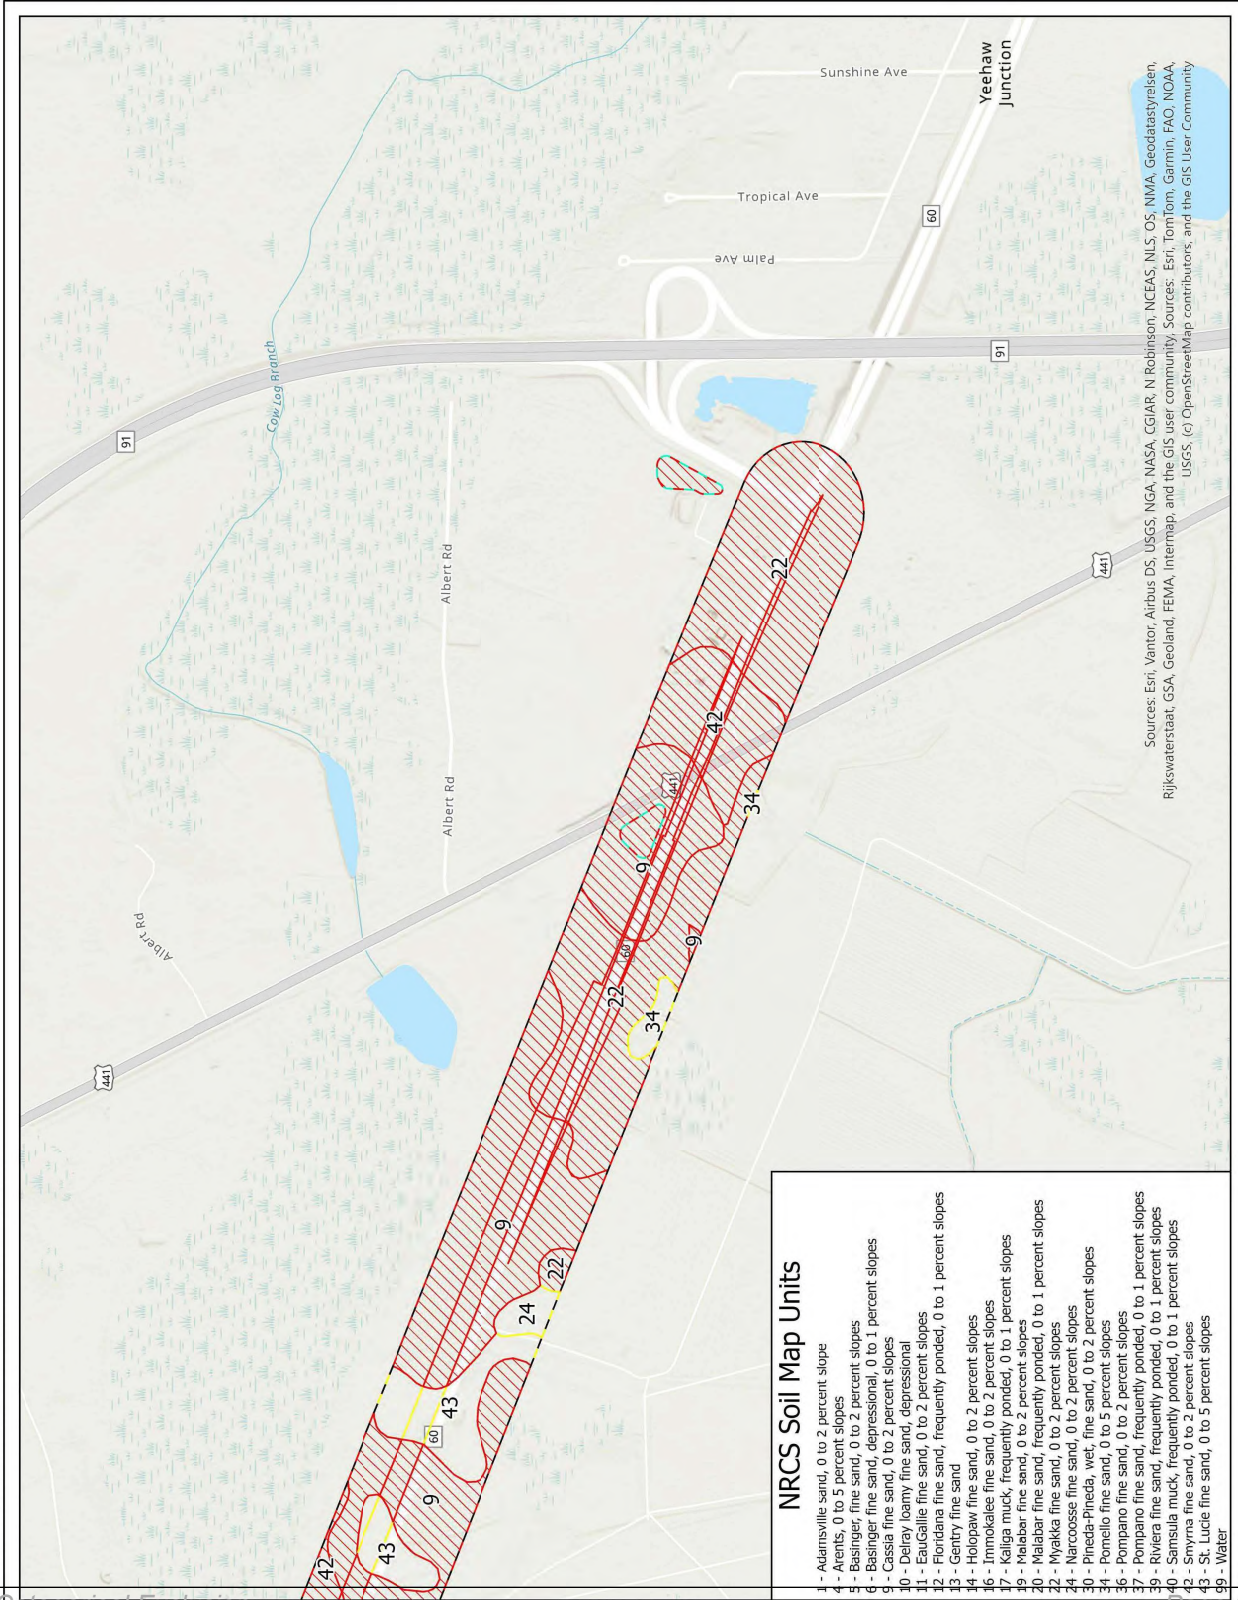 Sunshine Ave
Yeehaw
Junction
Tropical Ave
60
Palm Ave
Cow Log Branch
91
91
Albert Rd
Albert Rd
Albert Rd
441
441
441
22
42
34
9
9
60
22
34
9
22
24
43
60
9
43
42
Sources: Esri, Vantor, Airbus DS, USGS, NGA, NASA, CGIAR, N Robinson, NCEAS, NLS, OS, NMA, Geodatastyrelsen,
Rijkswaterstaat, GSA, Geoland, FEMA, Intermap, and the GIS user community, Sources: Esri, TomTom, Garmin, FAO, NOAA,
USGS, (c) OpenStreetMap contributors, and the GIS User Community
NRCS Soil Map Units
1 - Adamsville sand, 0 to 2 percent slope
4 - Arents, 0 to 5 percent slopes
5 - Basinger, fine sand, 0 to 2 percent slopes
6 - Basinger fine sand, depressional, 0 to 1 percent slopes
9 - Cassia fine sand, 0 to 2 percent slopes
10 - Delray loamy fine sand, depressional
11 - EauGallie fine sand, 0 to 2 percent slopes
12 - Floridana fine sand, frequently ponded, 0 to 1 percent slopes
13 - Gentry fine sand
14 - Holopaw fine sand, 0 to 2 percent slopes
16 - Immokalee fine sand, 0 to 2 percent slopes
17 - Kaliga muck, frequently ponded, 0 to 1 percent slopes
19 - Malabar fine sand, 0 to 2 percent slopes
20 - Malabar fine sand, frequently ponded, 0 to 1 percent slopes
22 - Myakka fine sand, 0 to 2 percent slopes
24 - Narcoosse fine sand, 0 to 2 percent slopes
30 - Pineda-Pineda, wet, fine sand, 0 to 2 percent slopes
34 - Pomello fine sand, 0 to 5 percent slopes
36 - Pompano fine sand, 0 to 2 percent slopes
37 - Pompano fine sand, frequently ponded, 0 to 1 percent slopes
39 - Riviera fine sand, frequently ponded, 0 to 1 percent slopes
40 - Samsula muck, frequently ponded, 0 to 1 percent slopes
42 - Smyrna fine sand, 0 to 2 percent slopes
43 - St. Lucie fine sand, 0 to 5 percent slopes
99 - Water